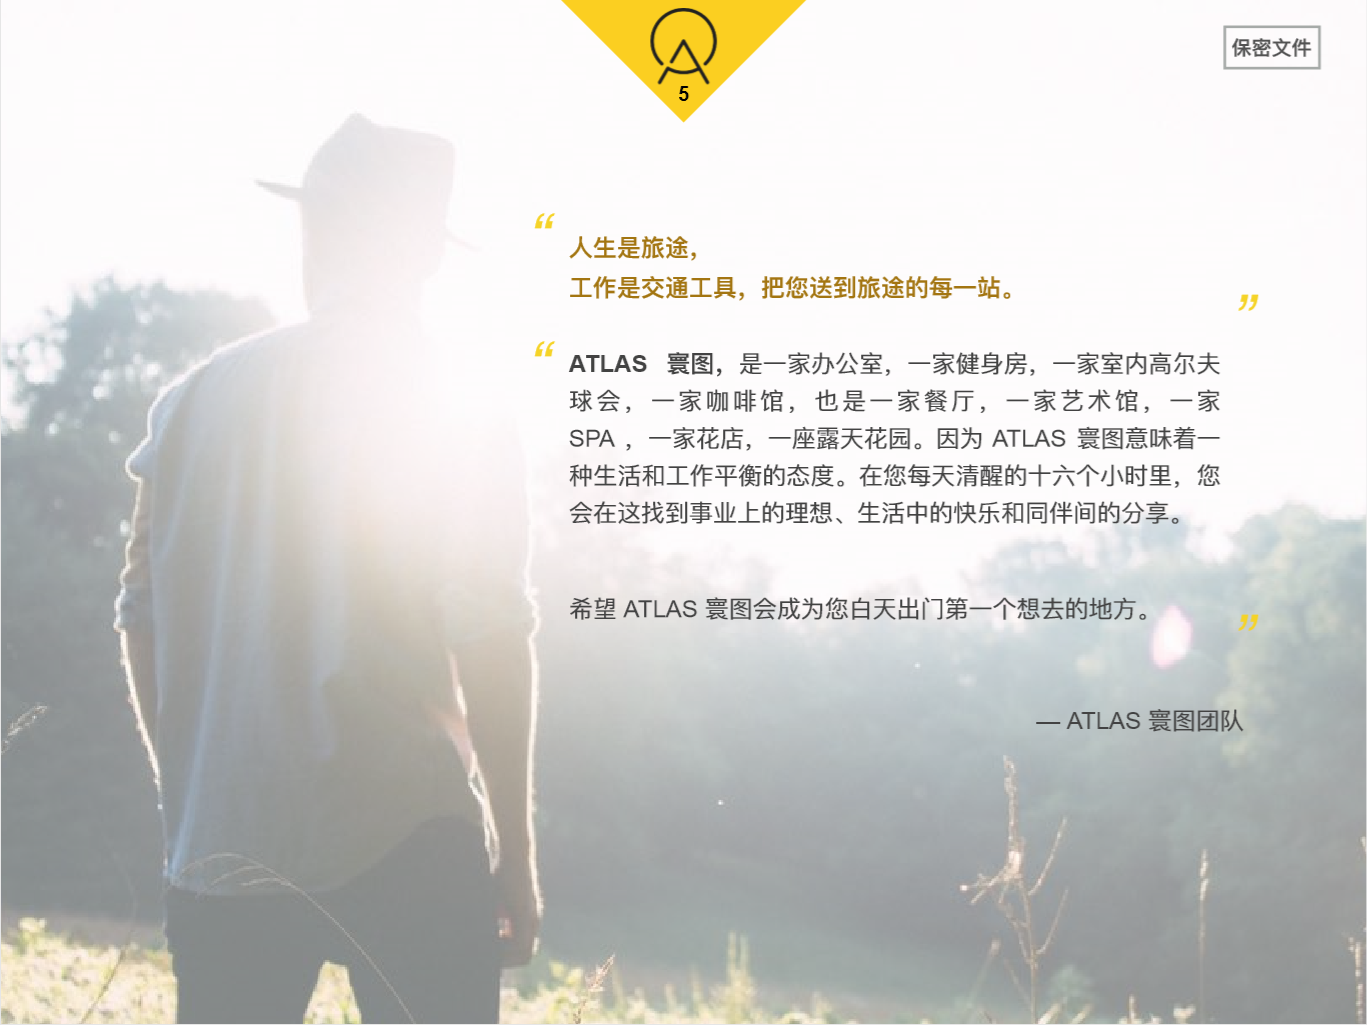 5
保密文件
“
人生是旅途，
工作是交通工具，把您送到旅途的每一站。
”
“
ATLAS 寰图，是一家办公室，一家健身房，一家室内高尔夫
球会，一家咖啡馆，也是一家餐厅，一家艺术馆，一家
SPA ，一家花店，一座露天花园。因为 ATLAS 寰图意味着一
种生活和工作平衡的态度。在您每天清醒的十六个小时里，您
会在这找到事业上的理想、生活中的快乐和同伴间的分享。
希望 ATLAS 寰图会成为您白天出门第一个想去的地方。
”
— ATLAS 寰图团队